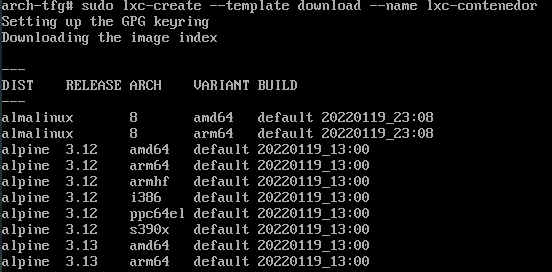 arch-tfg# sudo lxc-create --template download --name lxc-contenedor
Setting up the GPG keyring
Downloading the image index
---
DIST RELEASE ARCH VARIANT BUILD
---
almalinux 8 amd64 default 20220119_23:08
almalinux 8 arm64 default 20220119_23:08
alpine 3.12 amd64 default 20220119_13:00
alpine 3.12 arm64 default 20220119_13:00
alpine 3.12 armhf default 20220119_13:00
alpine 3.12 i386 default 20220119_13:00
alpine 3.12 ppc64el default 20220119_13:00
alpine 3.12 s390x default 20220119_13:00
alpine 3.13 amd64 default 20220119_13:00
alpine 3.13 arm64 default 20220119_13:00